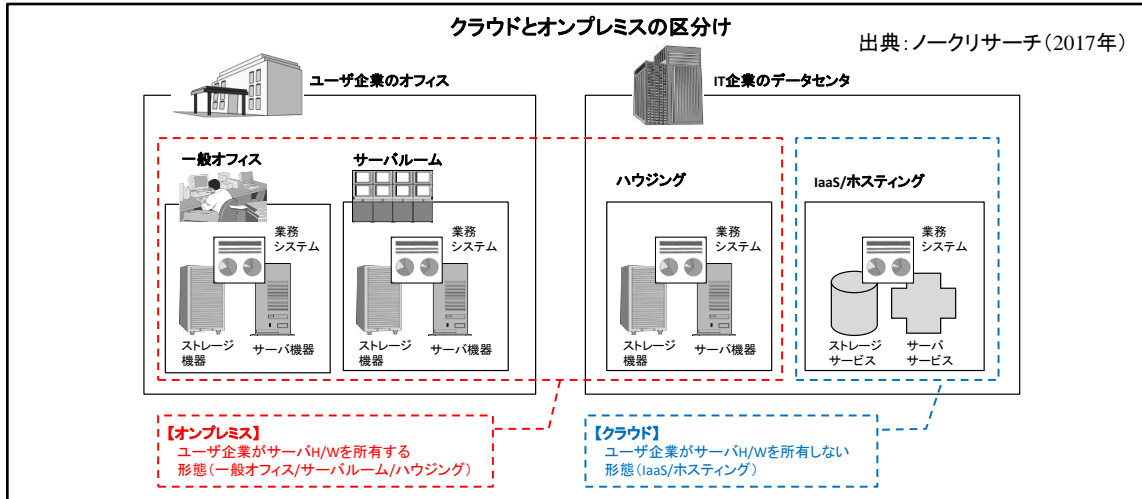 クラウドとオンプレミスの区分け
出典：ノークリサーチ（2017年）
ユーザ企業のオフィス
IT企業のデータセンタ
一般オフィス
サーバルーム
ハウジング
IaaS/ホスティング
業務
システム
ストレージ
機器
サーバ機器
業務
システム
ストレージ
機器
サーバ機器
業務
システム
ストレージ
機器
サーバ機器
業務
システム
ストレージ
サービス
サーバ
サービス
【オンプレミス】
ユーザ企業がサーバH/Wを所有する
形態（一般オフィス/サーバルーム/ハウジング）
【クラウド】
ユーザ企業がサーバH/Wを所有しない
形態（IaaS/ホスティング）